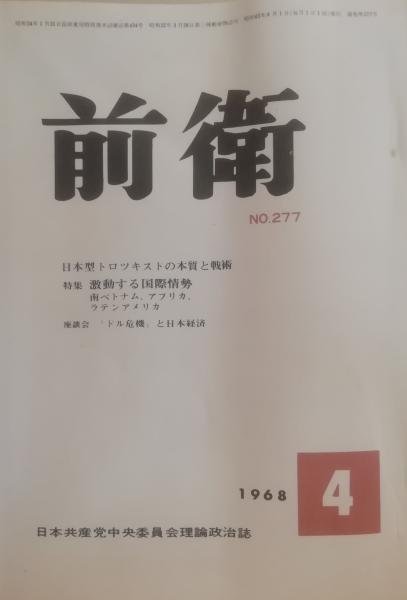 前衛
NO.277
日本型トロツキストの本質と戦術
特集 激動する国際情勢
南ベトナム、アフリカ、
ラテンアメリカ
座談会 「ドル危機」と日本経済
1968 4
日本共産党中央委員会理論政治誌